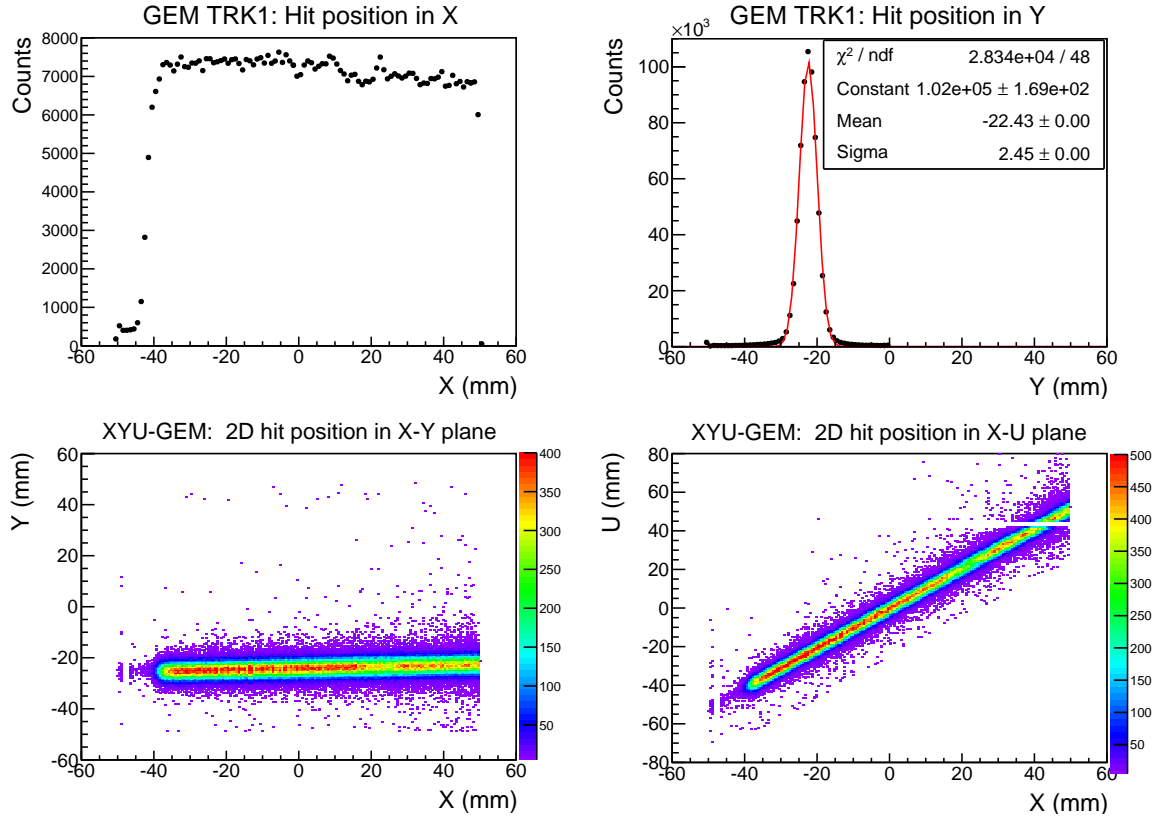 GEM TRK1: Hit position in X
Counts
8000
7000
6000
5000
4000
3000
2000
1000
0
-60 -40 -20 0 20 40 60
X (mm)
GEM TRK1: Hit position in Y
×10³
Counts
100
80
60
40
20
0
χ² / ndf 2.834e+04 / 48
Constant 1.02e+05 ± 1.69e+02
Mean -22.43 ± 0.00
Sigma 2.45 ± 0.00
-60 -40 -20 0 20 40 60
Y (mm)
XYU-GEM: 2D hit position in X-Y plane
Y (mm)
60
40
20
0
-20
-40
-60
-60 -40 -20 0 20 40 60
X (mm)
400
350
300
250
200
150
100
50
XYU-GEM: 2D hit position in X-U plane
U (mm)
80
60
40
20
0
-20
-40
-60
-80
-60 -40 -20 0 20 40 60
X (mm)
500
450
400
350
300
250
200
150
100
50